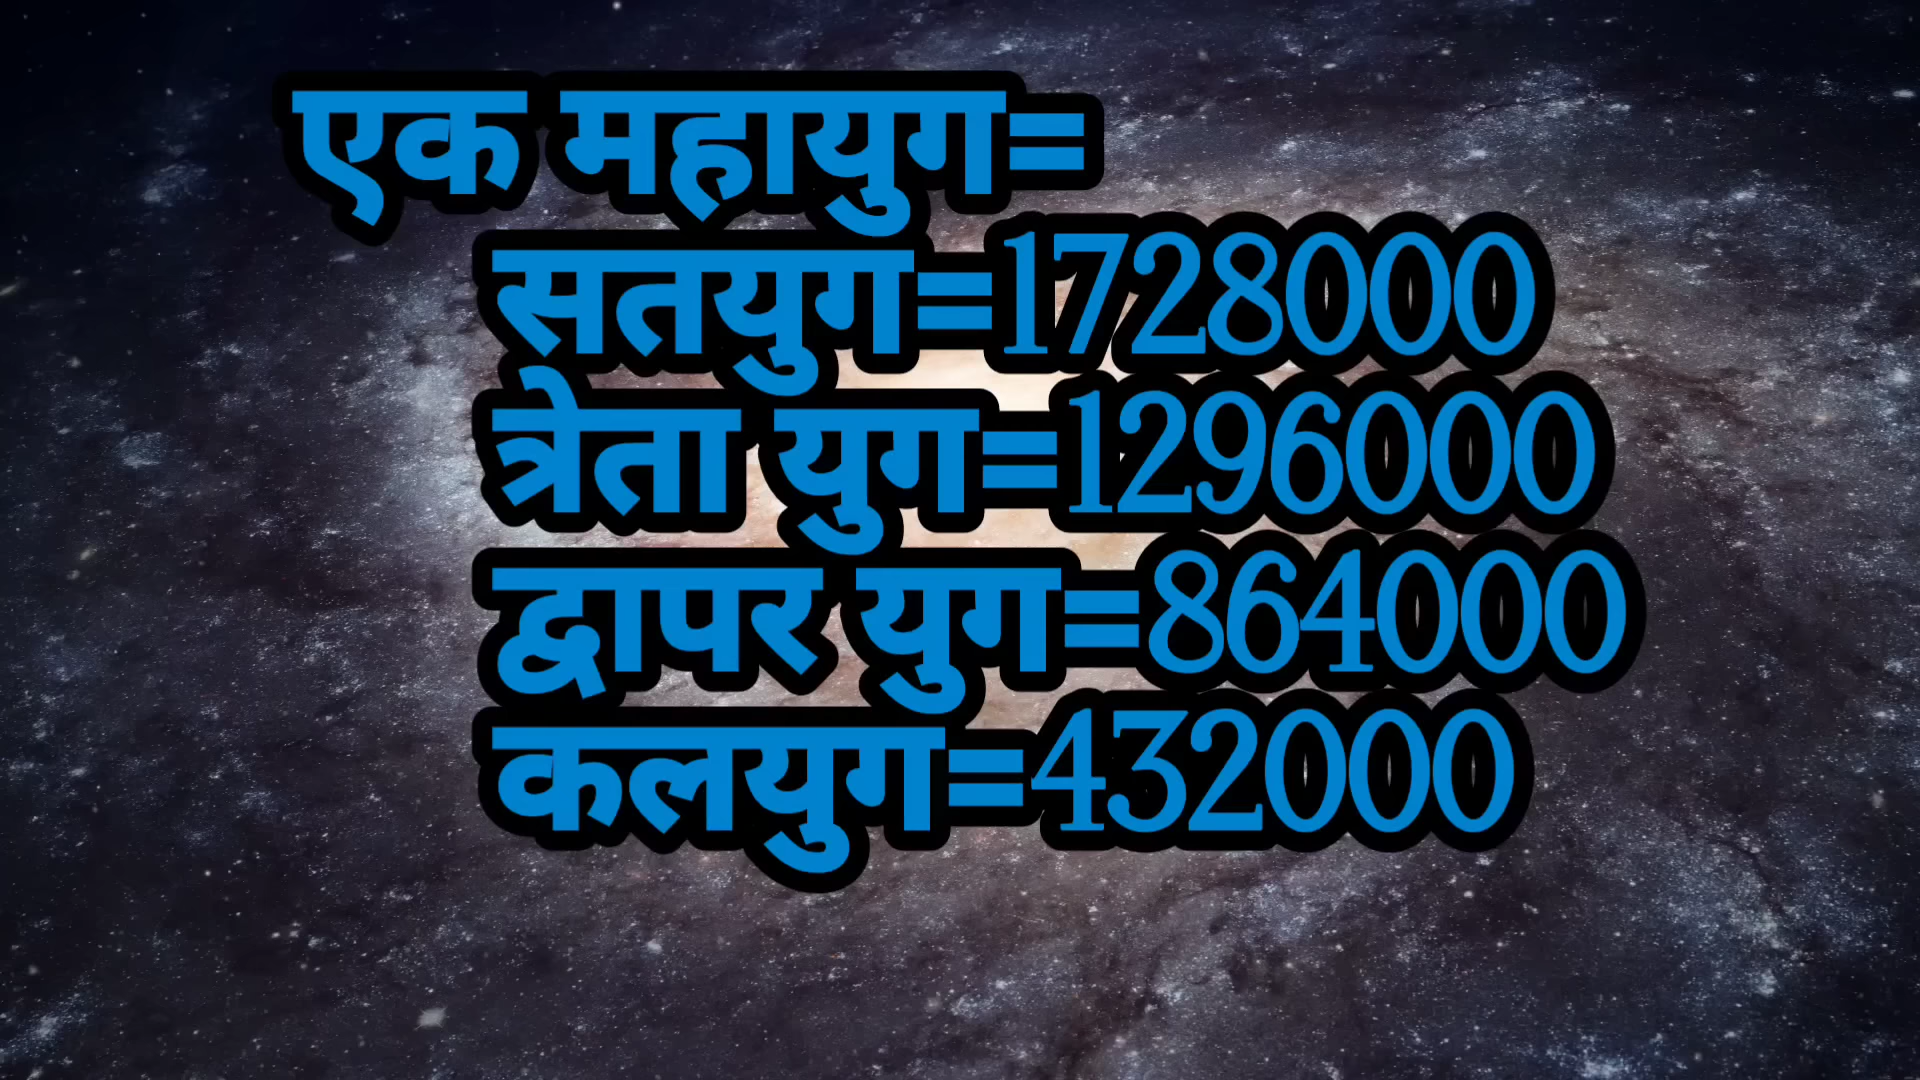 एक महायुग=
सतयुग=1728000
त्रेता युग=1296000
द्वापर युग=864000
कलयुग=432000